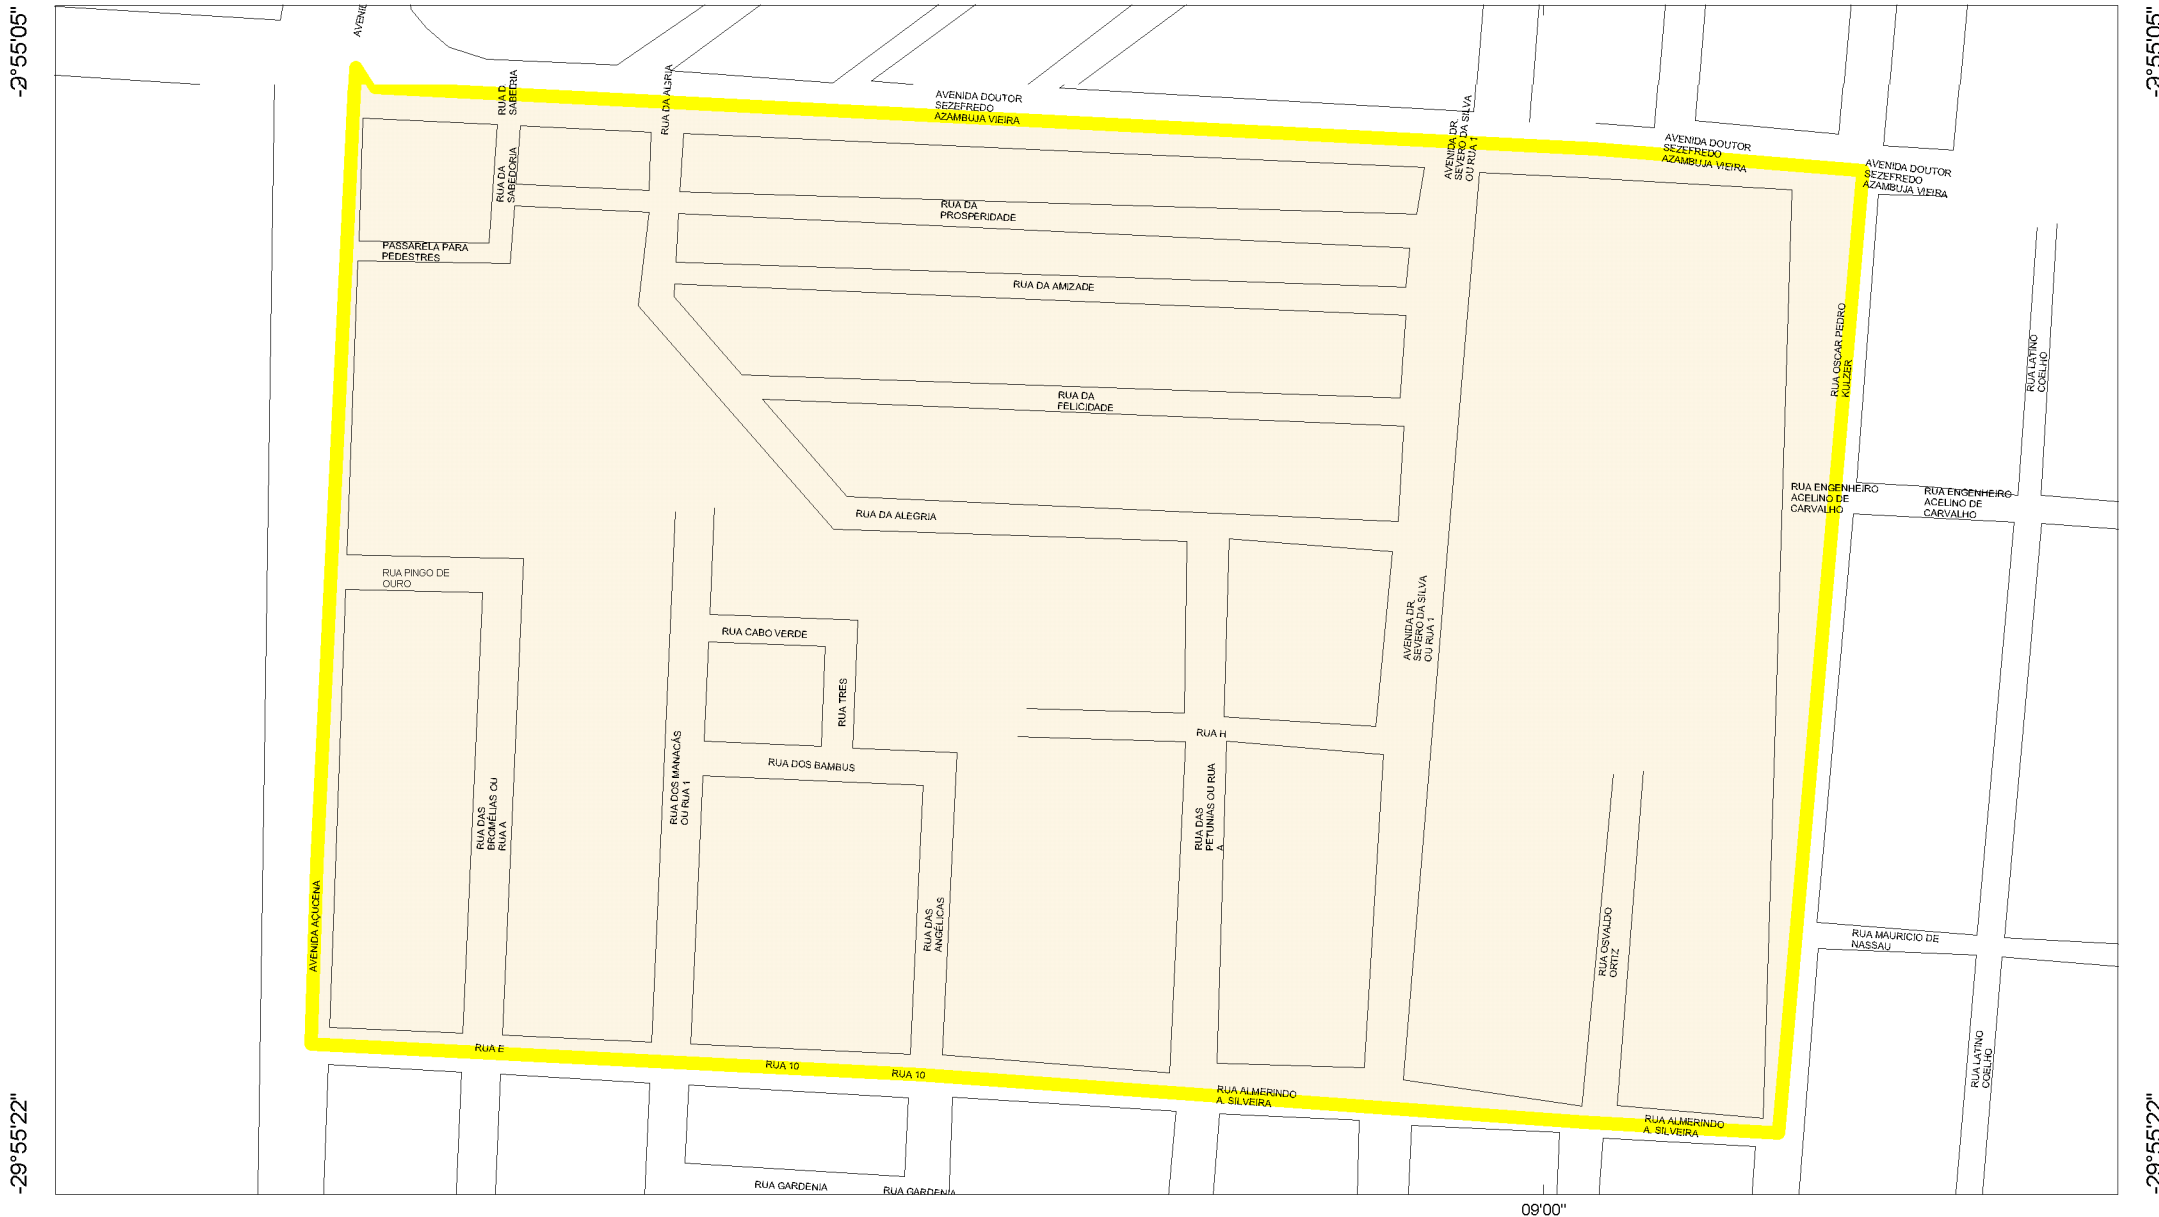 -29°55'05"
-29°55'05"
AVENI
RUA D
SABEDRIA
RUA DA ALGRIA
AVENIDA DOUTOR
SEZEFREDO
AZAMBUJA VIEIRA
AVENIDA DR.
SEVERO DA SILVA
OU RUA 1
AVENIDA DOUTOR
SEZEFREDO
AZAMBUJA VIEIRA
AVENIDA DOUTOR
SEZEFREDO
AZAMBUJA VIEIRA
RUA DA
SABEDORIA
RUA DA
PROSPERIDADE
PASSARELA PARA
PEDESTRES
RUA DA AMIZADE
RUA OSCAR PEDRO
KULZER
RUA LATINO
COELHO
RUA DA
FELICIDADE
RUA ENGENHEIRO
ACELINO DE
CARVALHO
RUA ENGENHEIRO
ACELINO DE
CARVALHO
RUA DA ALEGRIA
RUA PINGO DE
OURO
RUA CABO VERDE
AVENIDA DR.
SEVERO DA SILVA
OU RUA 1
RUA TRES
RUA H
RUA DOS BAMBUS
RUA DOS MANACÁS
OU RUA 1
RUA DAS
BROMÉLIAS OU
RUA A
RUA DAS
PETUNIAS OU RUA
A
AVENIDA AÇUCENA
RUA DAS
ANGÉLICAS
RUA OSVALDO
ORTIZ
RUA MAURICIO DE
NASSAU
RUA E
RUA 10
RUA 10
RUA ALMERINDO
A. SILVEIRA
RUA ALMERINDO
A. SILVEIRA
RUA LATINO
COELHO
RUA GARDENIA
RUA GARDENIA
-29°55'22"
-29°55'22"
09'00"